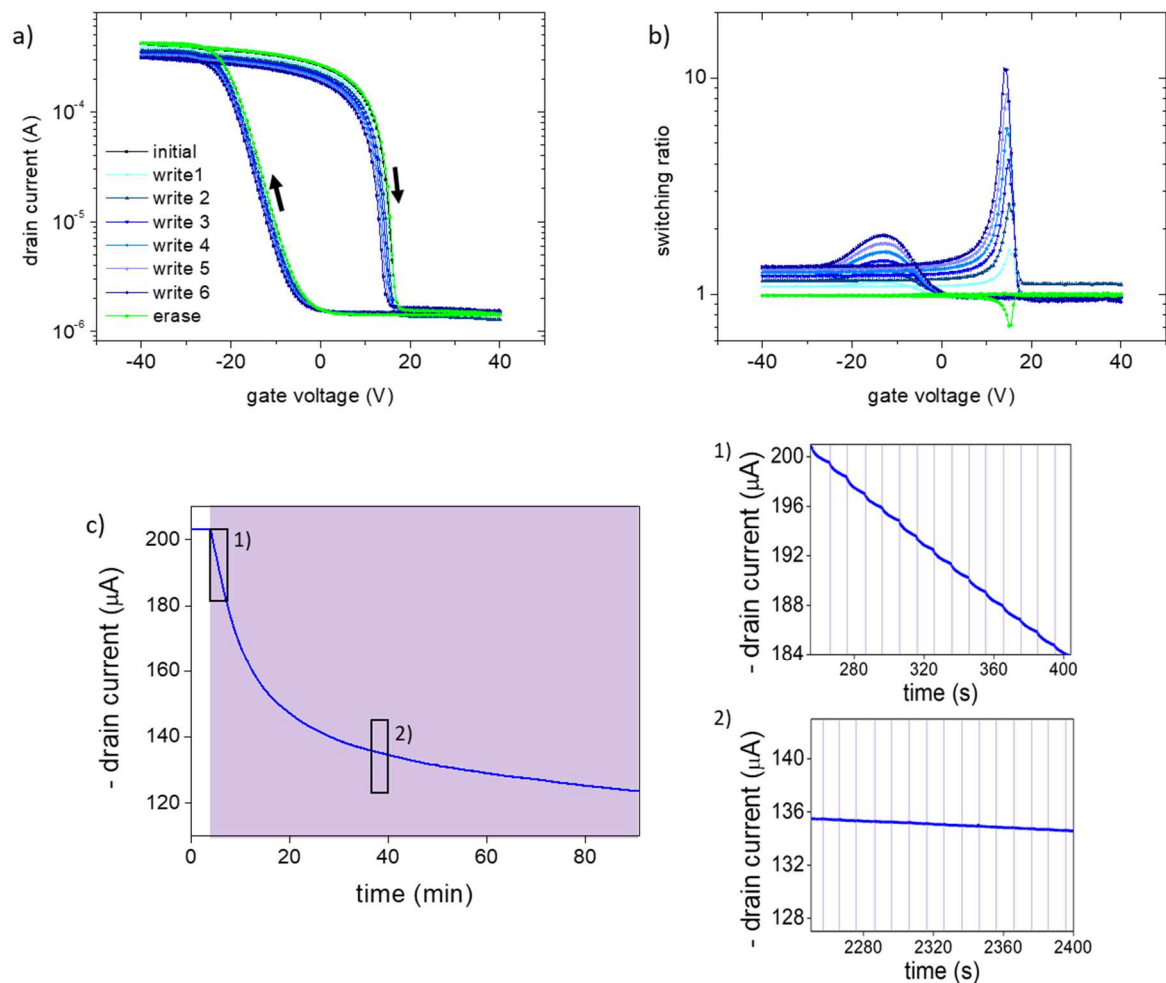 a)
drain current (A)
10⁻⁴
10⁻⁵
10⁻⁶
initial
write1
write 2
write 3
write 4
write 5
write 6
erase
-40 -20 0 20 40
gate voltage (V)
b)
switching ratio
10
1
-40 -20 0 20 40
gate voltage (V)
c)
- drain current (µA)
200
180
160
140
120
1)
2)
0 20 40 60 80
time (min)
1)
- drain current (µA)
200
196
192
188
184
280 320 360 400
time (s)
2)
- drain current (µA)
140
136
132
128
2280 2320 2360 2400
time (s)